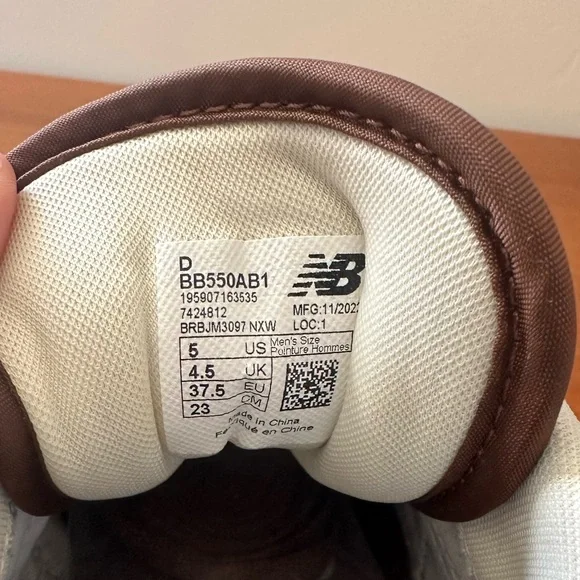 D
BB550AB1
195907163535
7424812
BRBJM3097 NXW
NB
MFG:11/2022
LOC:1
5 US Men's Size
Pointure Hommes
4.5 UK
37.5 EU
23 CM
Made in China
en Chine